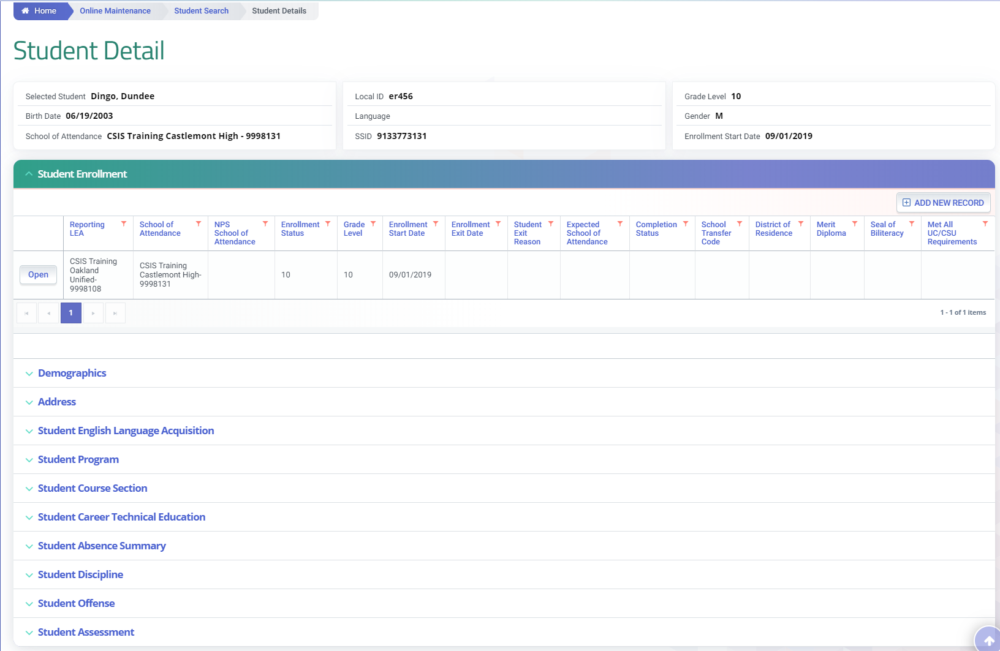 Home Online Maintenance Student Search Student Details
Student Detail
Selected Student Dingo, Dundee
Birth Date 06/19/2003
School of Attendance CSIS Training Castlemont High - 9998131
Local ID er456
Language
SSID 9133773131
Grade Level 10
Gender M
Enrollment Start Date 09/01/2019
Student Enrollment
ADD NEW RECORD
Reporting
LEA
School of
Attendance
NPS
School of
Attendance
Enrollment
Status
Grade
Level
Enrollment
Start Date
Enrollment
Exit Date
Student
Exit
Reason
Expected
School of
Attendance
Completion
Status
School
Transfer
Code
District of
Residence
Merit
Diploma
Seal of
Biliteracy
Met All
UC/CSU
Requirements
Open
CSIS Training
Oakland
Unified-
9998108
CSIS Training
Castlemont High-
9998131
10
10
09/01/2019
1
1 - 1 of 1 items
Demographics
Address
Student English Language Acquisition
Student Program
Student Course Section
Student Career Technical Education
Student Absence Summary
Student Discipline
Student Offense
Student Assessment